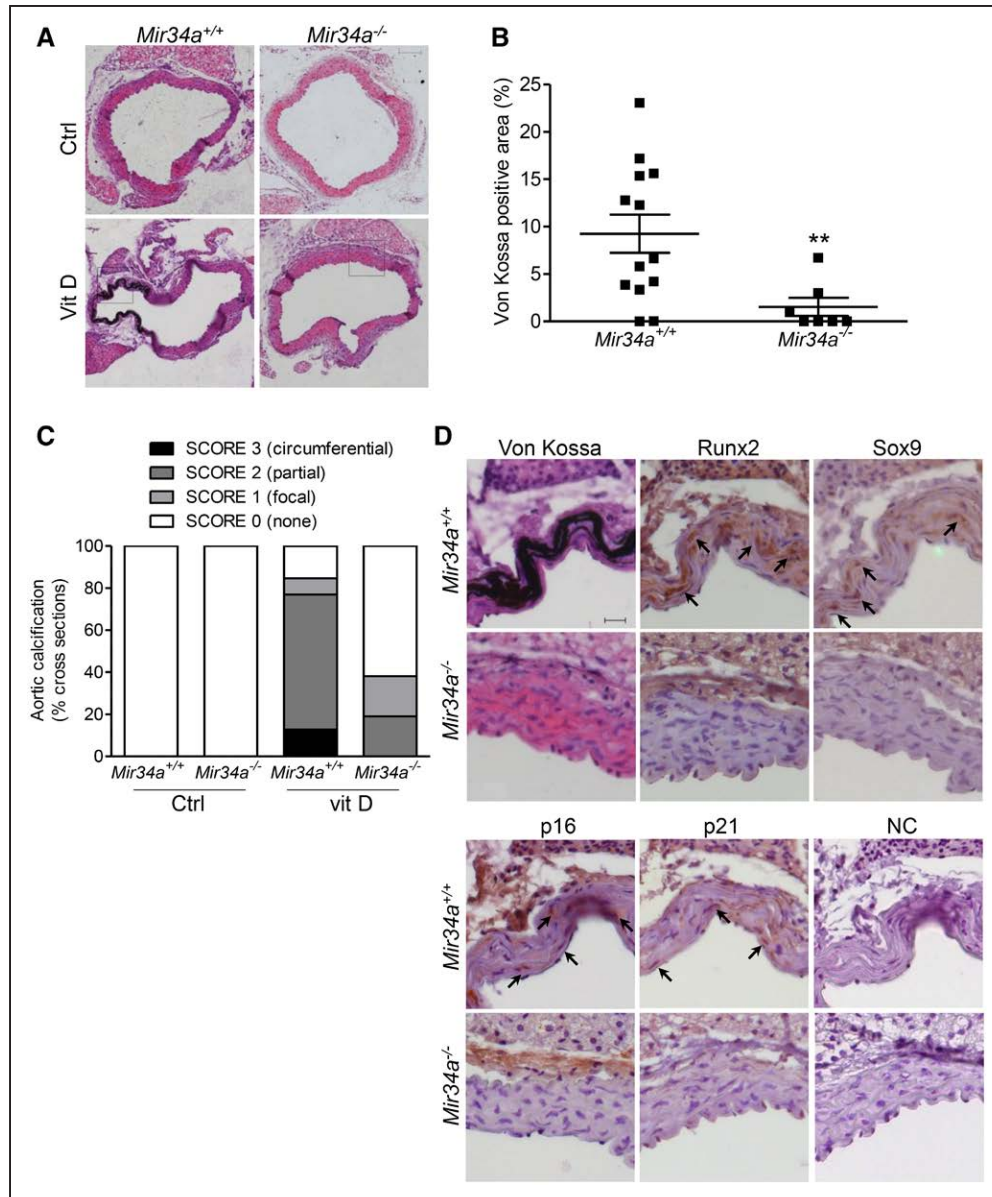 A
Mir34a+/+ Mir34a-/-
Ctrl
Vit D
B
Von Kossa positive area (%)
25
20
15
10
5
0
**
Mir34a+/+ Mir34a-/-
C
SCORE 3 (circumferential)
SCORE 2 (partial)
SCORE 1 (focal)
SCORE 0 (none)
Aortic calcification
(% cross sections)
100
80
60
40
20
0
Mir34a+/+ Mir34a-/- Mir34a+/+ Mir34a-/-
Ctrl vit D
D
Von Kossa Runx2 Sox9
Mir34a+/+
Mir34a-/-
p16 p21 NC
Mir34a+/+
Mir34a-/-